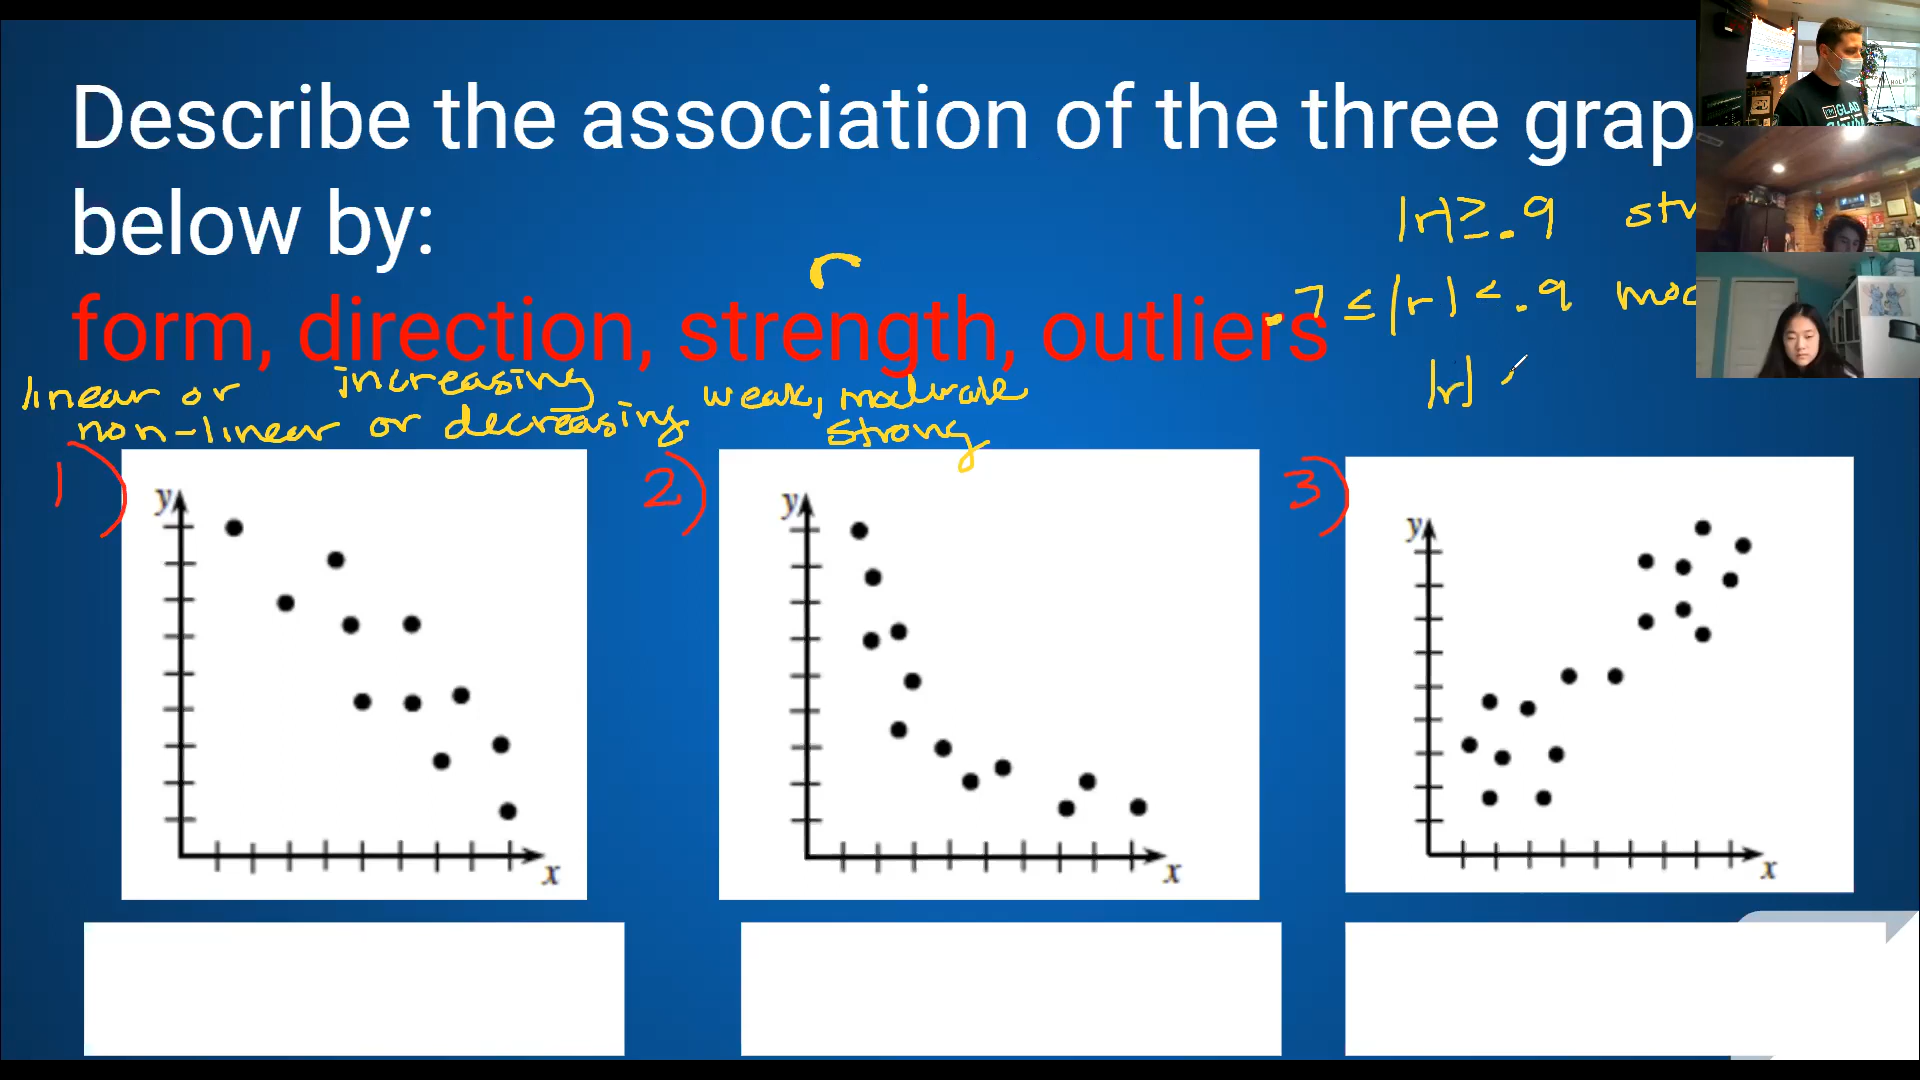 Describe the association of the three grap
below by:
|r| ≥ .9 str
form, direction, strength, outliers
r
.7 ≤ |r| < .9 mod
linear or
non-linear
increasing
or decreasing
weak, moderate
strong
|r|
1)
2)
3)
y
x
y
x
y
x